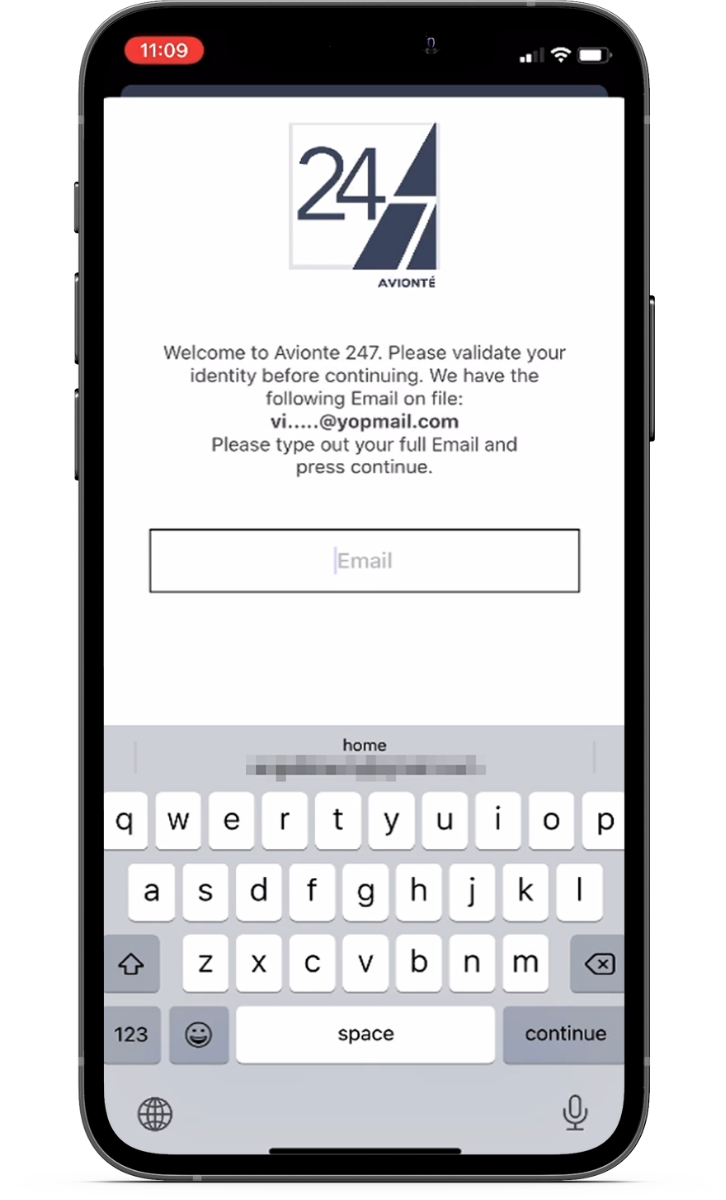 11:09
247
AVIONTÉ
Welcome to Avionte 247. Please validate your
identity before continuing. We have the
following Email on file:
vi.....@yopmail.com
Please type out your full Email and
press continue.
Email
home
q w e r t y u i o p
a s d f g h j k l
z x c v b n m
123 space continue